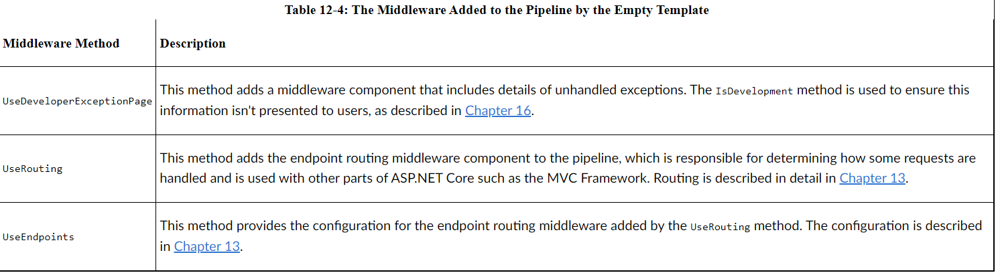 Table 12-4: The Middleware Added to the Pipeline by the Empty Template
Middleware Method
Description
UseDeveloperExceptionPage
This method adds a middleware component that includes details of unhandled exceptions. The IsDevelopment method is used to ensure this
information isn't presented to users, as described in Chapter 16.
UseRouting
This method adds the endpoint routing middleware component to the pipeline, which is responsible for determining how some requests are
handled and is used with other parts of ASP.NET Core such as the MVC Framework. Routing is described in detail in Chapter 13.
UseEndpoints
This method provides the configuration for the endpoint routing middleware added by the UseRouting method. The configuration is described
in Chapter 13.